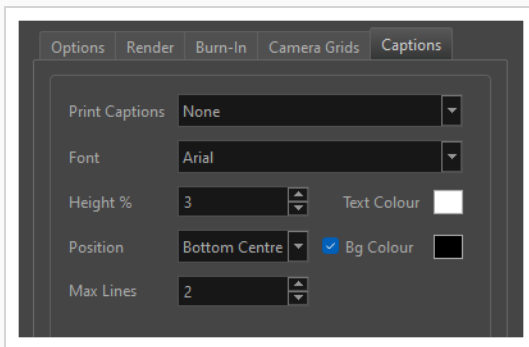 Options Render Burn-In Camera Grids Captions
Print Captions None
Font Arial
Height % 3 Text Colour
Position Bottom Centre Bg Colour
Max Lines 2